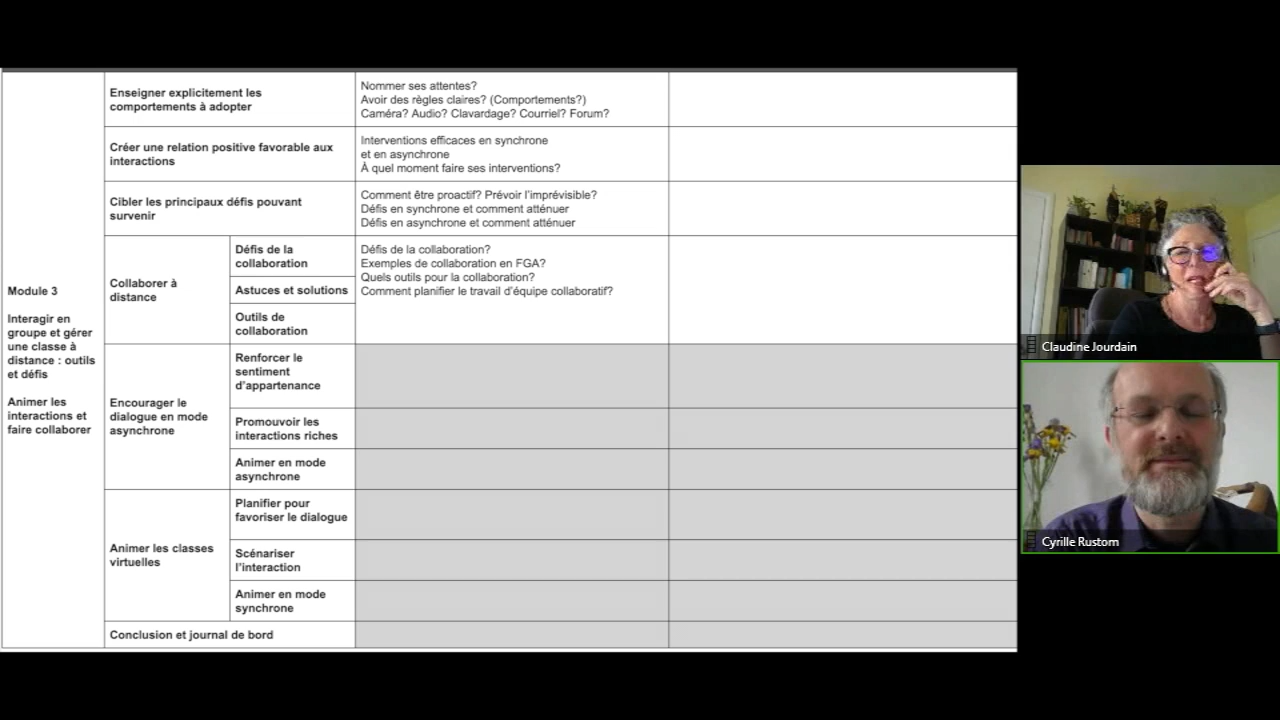 Module 3
Interagir en
groupe et gérer
une classe à
distance : outils
et défis
Animer les
interactions et
faire collaborer
Enseigner explicitement les
comportements à adopter
Nommer ses attentes?
Avoir des règles claires? (Comportements?)
Caméra? Audio? Clavardage? Courriel? Forum?
Créer une relation positive favorable aux
interactions
Interventions efficaces en synchrone
et en asynchrone
À quel moment faire ses interventions?
Cibler les principaux défis pouvant
survenir
Comment être proactif? Prévoir l'imprévisible?
Défis en synchrone et comment atténuer
Défis en asynchrone et comment atténuer
Collaborer à
distance
Défis de la
collaboration
Astuces et solutions
Outils de
collaboration
Défis de la collaboration?
Exemples de collaboration en FGA?
Quels outils pour la collaboration?
Comment planifier le travail d'équipe collaboratif?
Encourager le
dialogue en mode
asynchrone
Renforcer le
sentiment
d'appartenance
Promouvoir les
interactions riches
Animer en mode
asynchrone
Animer les classes
virtuelles
Planifier pour
favoriser le dialogue
Scénariser
l'interaction
Animer en mode
synchrone
Conclusion et journal de bord
Claudine Jourdain
Cyrille Rustom